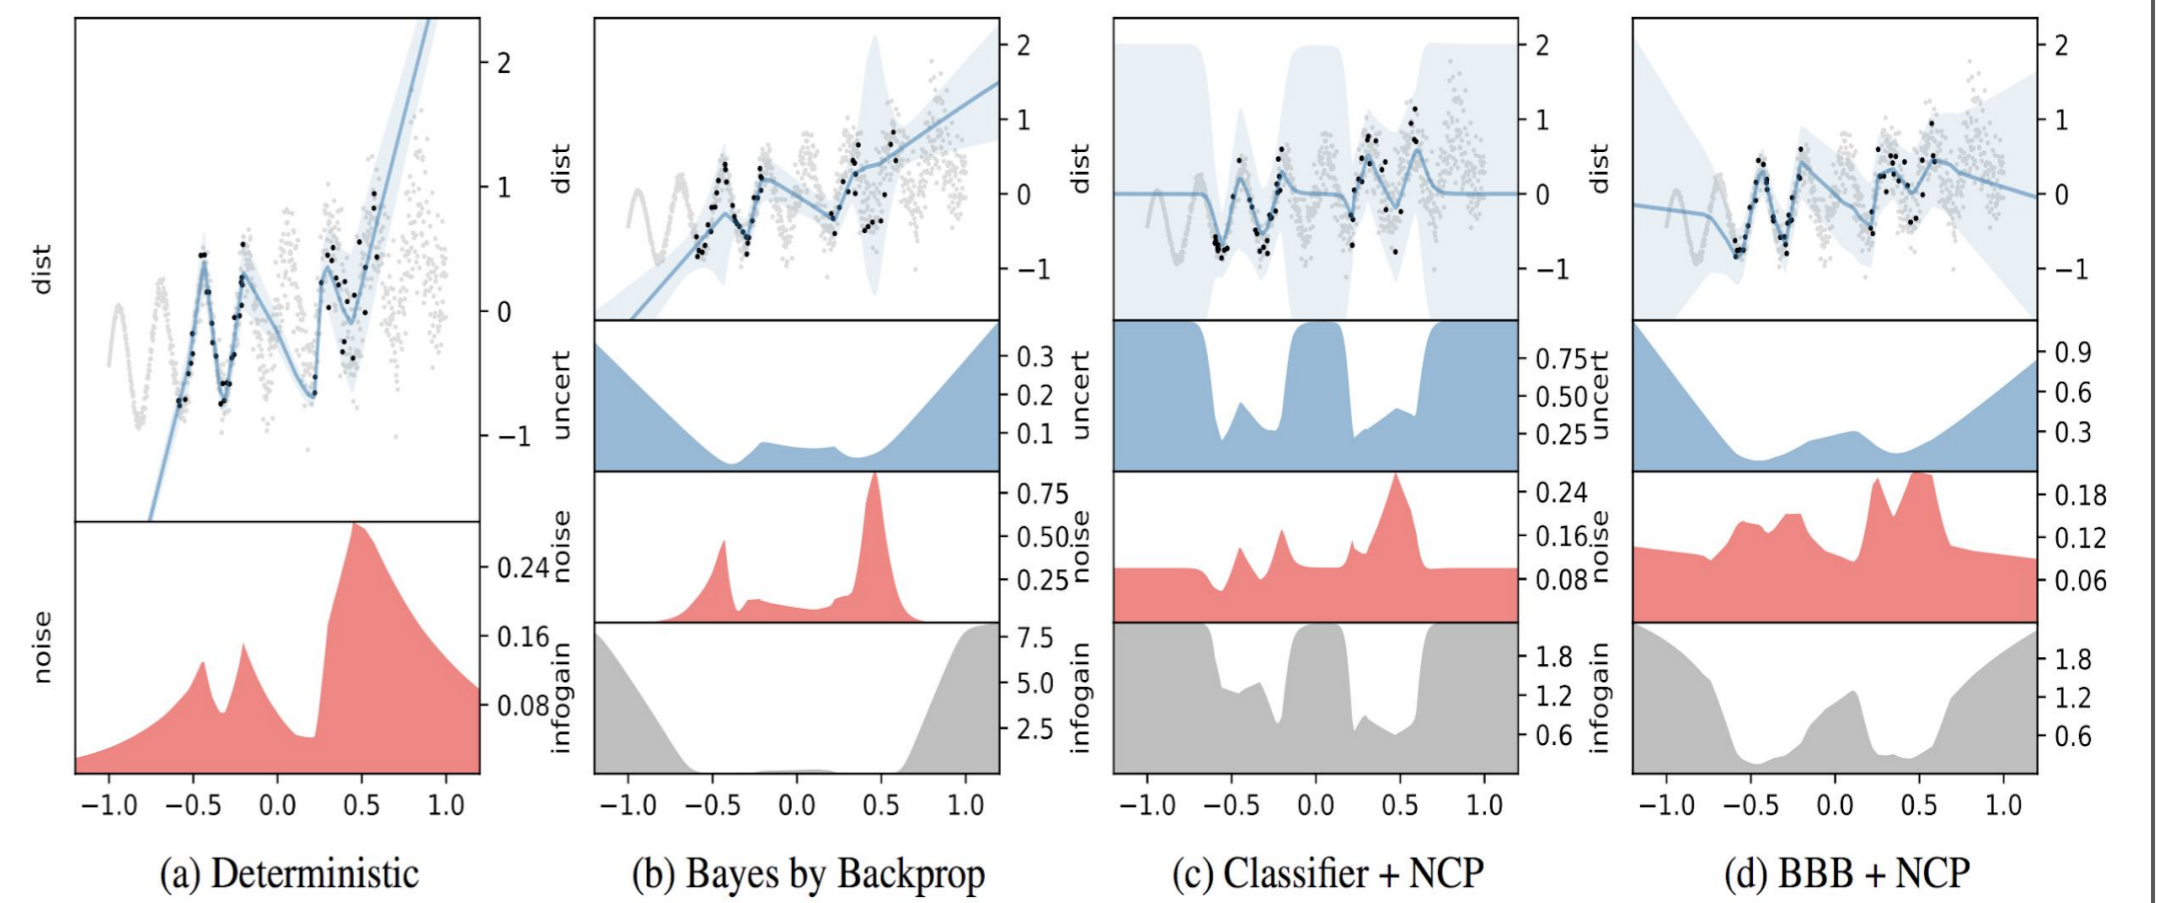 dist
2
1
0
−1
noise
0.24
0.16
0.08
−1.0 −0.5 0.0 0.5 1.0
(a) Deterministic
dist
2
1
0
−1
uncert
0.3
0.2
0.1
noise
0.75
0.50
0.25
infogain
7.5
5.0
2.5
−1.0 −0.5 0.0 0.5 1.0
(b) Bayes by Backprop
dist
2
1
0
−1
uncert
0.75
0.50
0.25
noise
0.24
0.16
0.08
infogain
1.8
1.2
0.6
−1.0 −0.5 0.0 0.5 1.0
(c) Classifier + NCP
dist
2
1
0
−1
uncert
0.9
0.6
0.3
noise
0.18
0.12
0.06
infogain
1.8
1.2
0.6
−1.0 −0.5 0.0 0.5 1.0
(d) BBB + NCP